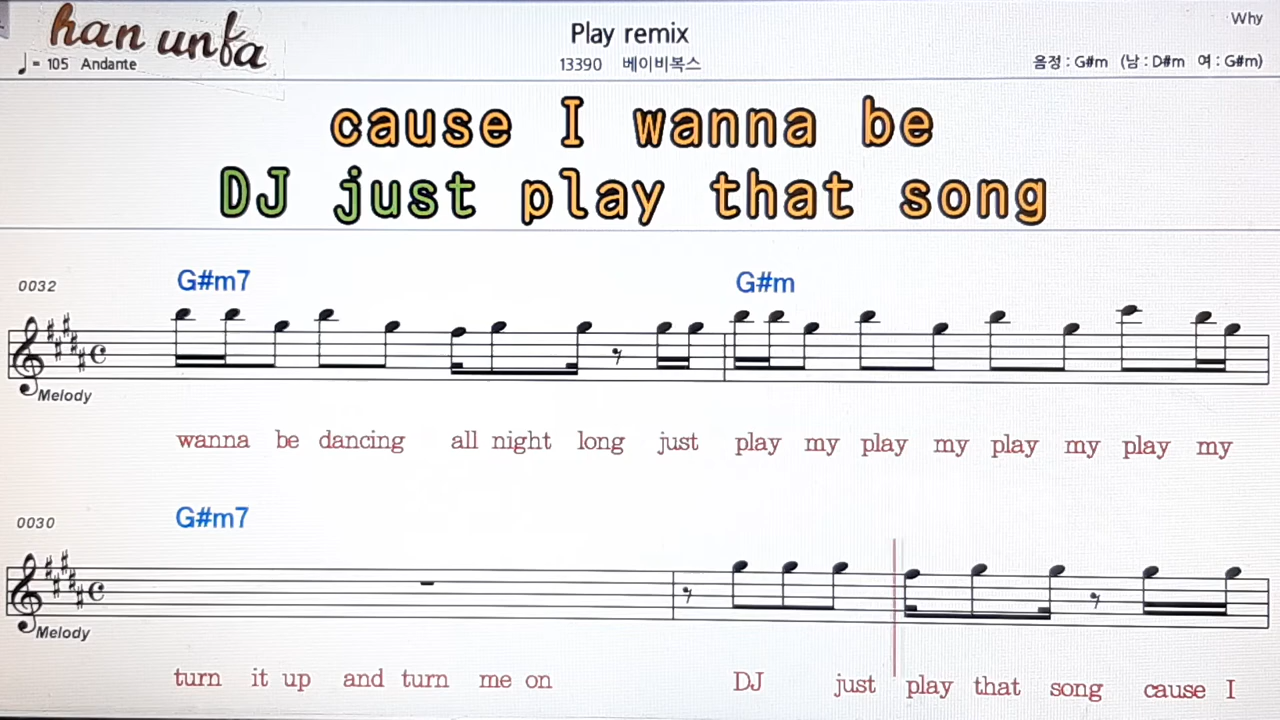 han unfa
Play remix
Why
♩= 105 Andante
13390 베이비복스
음정 : G#m (남 : D#m 여 : G#m)
cause I wanna be
DJ just play that song
0032
G#m7 G#m
Melody
wanna be dancing all night long just play my play my play my play my
0030
G#m7
Melody
turn it up and turn me on DJ just play that song cause I